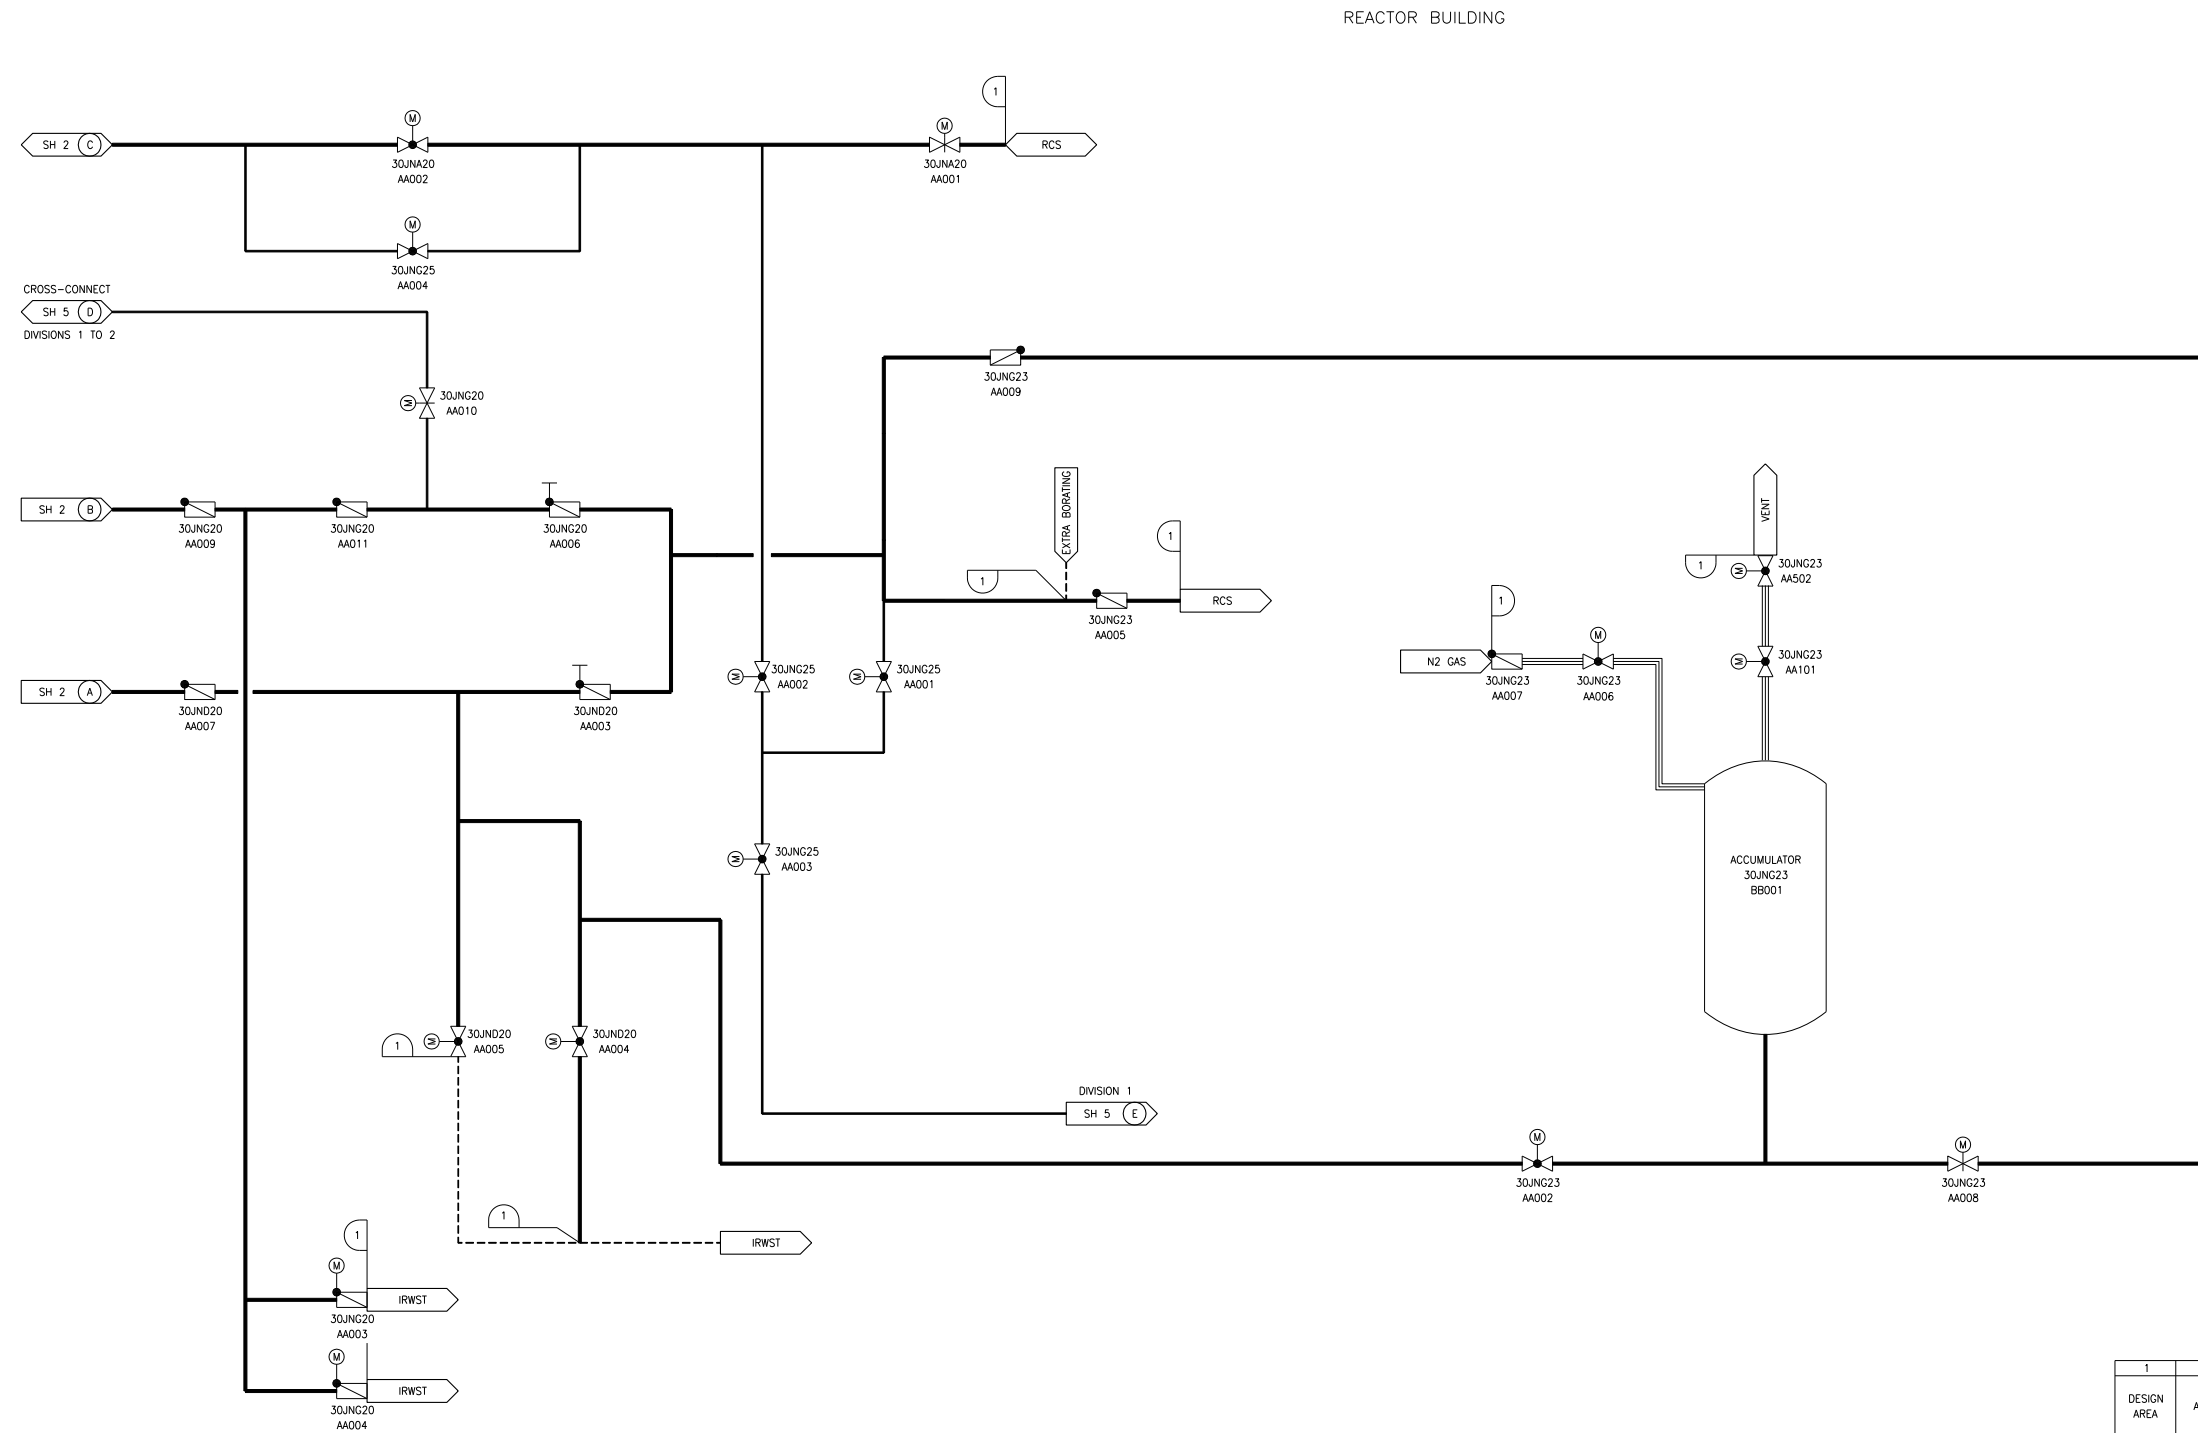 REACTOR BUILDING
1
M
M
SH 2 C
RCS
30JNA20
AA002
30JNA20
AA001
M
30JNG25
AA004
CROSS-CONNECT
SH 5 D
DIVISIONS 1 TO 2
30JNG23
AA009
M
30JNG20
AA010
EXTRA BORATING
VENT
SH 2 B
30JNG20
AA009
30JNG20
AA011
30JNG20
AA006
1
1
M
30JNG23
AA502
1
RCS
30JNG23
AA005
1
M
N2 GAS
30JNG23
AA007
30JNG23
AA006
M
30JNG23
AA101
M
30JNG25
AA002
M
30JNG25
AA001
SH 2 A
30JND20
AA007
30JND20
AA003
M
30JNG25
AA003
ACCUMULATOR
30JNG23
BB001
1
M
30JND20
AA005
M
30JND20
AA004
DIVISION 1
SH 5 E
M
30JNG23
AA002
M
30JNG23
AA008
1
IRWST
1
M
IRWST
30JNG20
AA003
M
IRWST
30JNG20
AA004
1
DESIGN
AREA
A